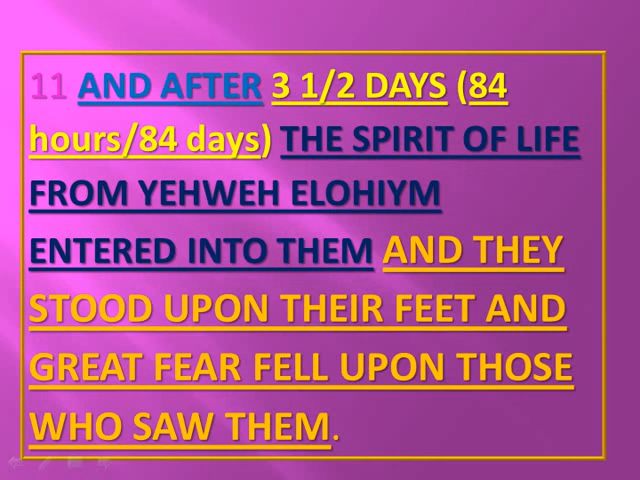 11 AND AFTER 3 1/2 DAYS (84
hours/84 days) THE SPIRIT OF LIFE
FROM YEHWEH ELOHIYM
ENTERED INTO THEM AND THEY
STOOD UPON THEIR FEET AND
GREAT FEAR FELL UPON THOSE
WHO SAW THEM.